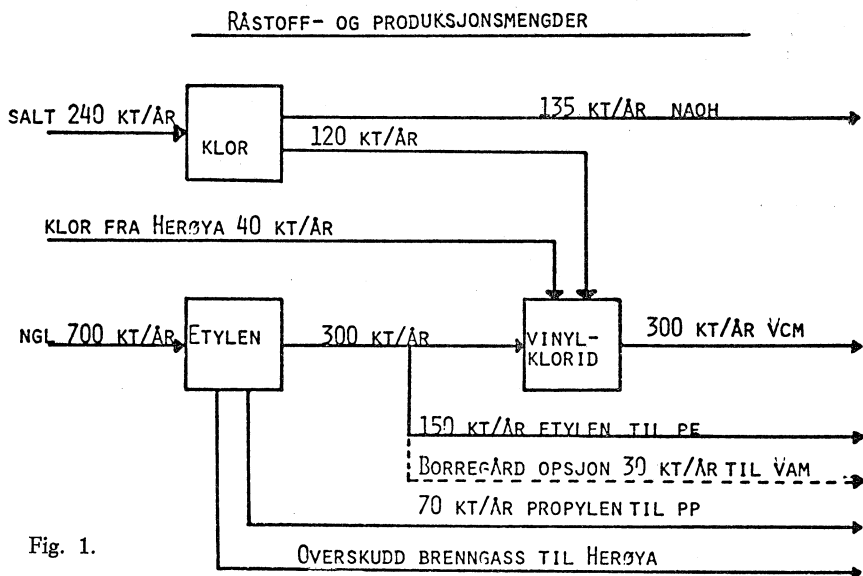 RÅSTOFF- OG PRODUKSJONSMENGDER
SALT 240 KT/ÅR
KLOR
135 KT/ÅR NAOH
120 KT/ÅR
KLOR FRA HERØYA 40 KT/ÅR
NGL 700 KT/ÅR
ETYLEN
300 KT/ÅR
VINYL-
KLORID
300 KT/ÅR VCM
150 KT/ÅR ETYLEN TIL PE
BORREGÅRD OPSJON 30 KT/ÅR TIL VAM
70 KT/ÅR PROPYLEN TIL PP
Fig. 1.
OVERSKUDD BRENNGASS TIL HERØYA